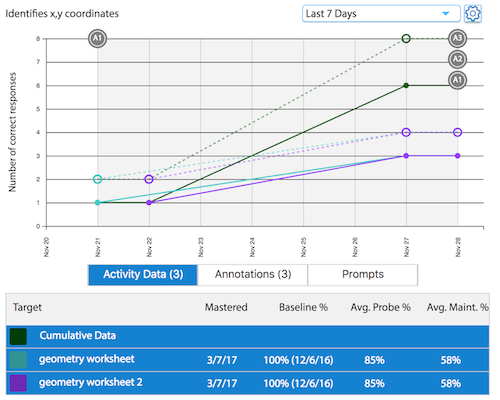 Identifies x,y coordinates
Last 7 Days
Number of correct responses
8
7
6
5
4
3
2
1
0
A1
A3
A2
A1
Nov 20
Nov 21
Nov 22
Nov 23
Nov 24
Nov 25
Nov 26
Nov 27
Nov 28
Activity Data (3) Annotations (3) Prompts
Target Mastered Baseline % Avg. Probe % Avg. Maint. %
Cumulative Data
geometry worksheet 3/7/17 100% (12/6/16) 85% 58%
geometry worksheet 2 3/7/17 100% (12/6/16) 85% 58%